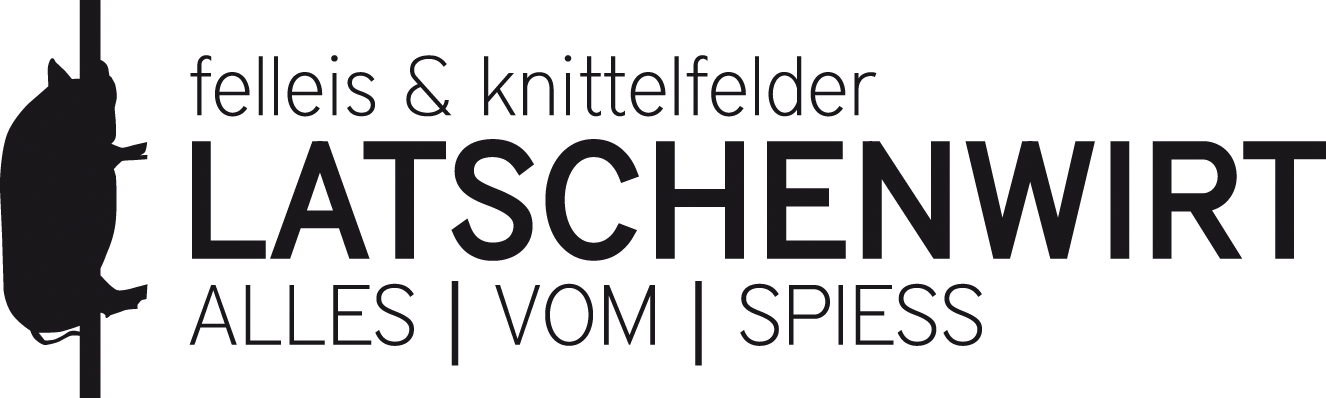 felleis & knittelfelder
LATSCHENWIRT
ALLES | VOM | SPIESS